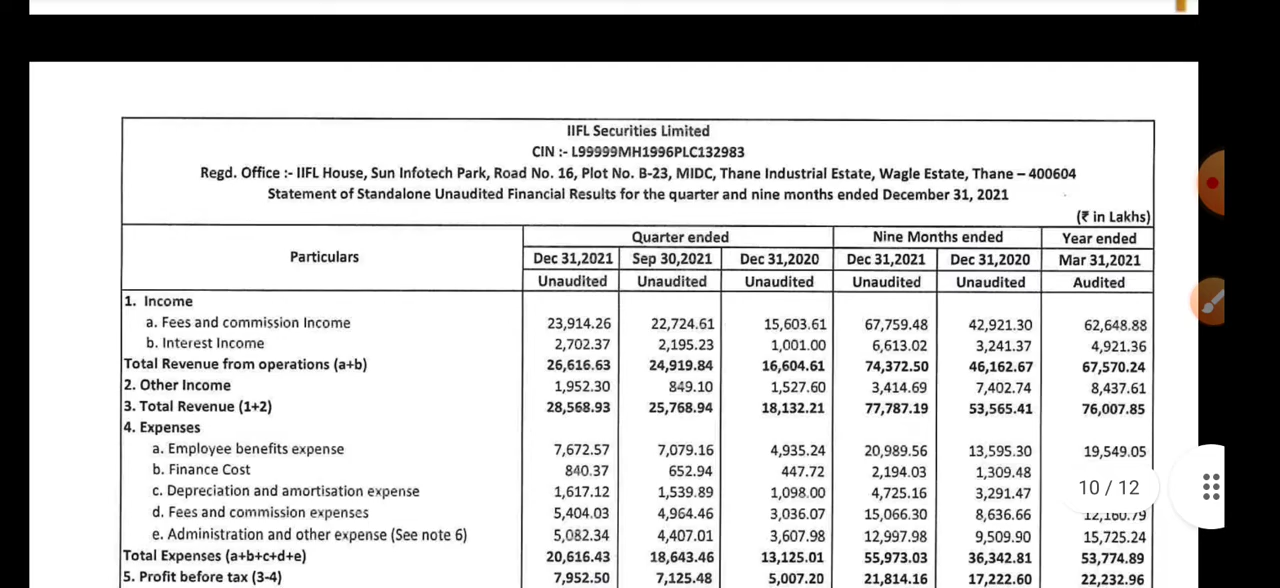 IIFL Securities Limited
CIN :- L99999MH1996PLC132983
Regd. Office :- IIFL House, Sun Infotech Park, Road No. 16, Plot No. B-23, MIDC, Thane Industrial Estate, Wagle Estate, Thane – 400604
Statement of Standalone Unaudited Financial Results for the quarter and nine months ended December 31, 2021
(₹ in Lakhs)
Particulars Quarter ended Nine Months ended Year ended
Dec 31,2021 Sep 30,2021 Dec 31,2020 Dec 31,2021 Dec 31,2020 Mar 31,2021
Unaudited Unaudited Unaudited Unaudited Unaudited Audited
1. Income
a. Fees and commission Income 23,914.26 22,724.61 15,603.61 67,759.48 42,921.30 62,648.88
b. Interest Income 2,702.37 2,195.23 1,001.00 6,613.02 3,241.37 4,921.36
Total Revenue from operations (a+b) 26,616.63 24,919.84 16,604.61 74,372.50 46,162.67 67,570.24
2. Other Income 1,952.30 849.10 1,527.60 3,414.69 7,402.74 8,437.61
3. Total Revenue (1+2) 28,568.93 25,768.94 18,132.21 77,787.19 53,565.41 76,007.85
4. Expenses
a. Employee benefits expense 7,672.57 7,079.16 4,935.24 20,989.56 13,595.30 19,549.05
b. Finance Cost 840.37 652.94 447.72 2,194.03 1,309.48
c. Depreciation and amortisation expense 1,617.12 1,539.89 1,098.00 4,725.16 3,291.47
10 / 12
d. Fees and commission expenses 5,404.03 4,964.46 3,036.07 15,066.30 8,636.66 12,160.79
e. Administration and other expense (See note 6) 5,082.34 4,407.01 3,607.98 12,997.98 9,509.90 15,725.24
Total Expenses (a+b+c+d+e) 20,616.43 18,643.46 13,125.01 55,973.03 36,342.81 53,774.89
5. Profit before tax (3-4) 7,952.50 7,125.48 5,007.20 21,814.16 17,222.60 22,232.96